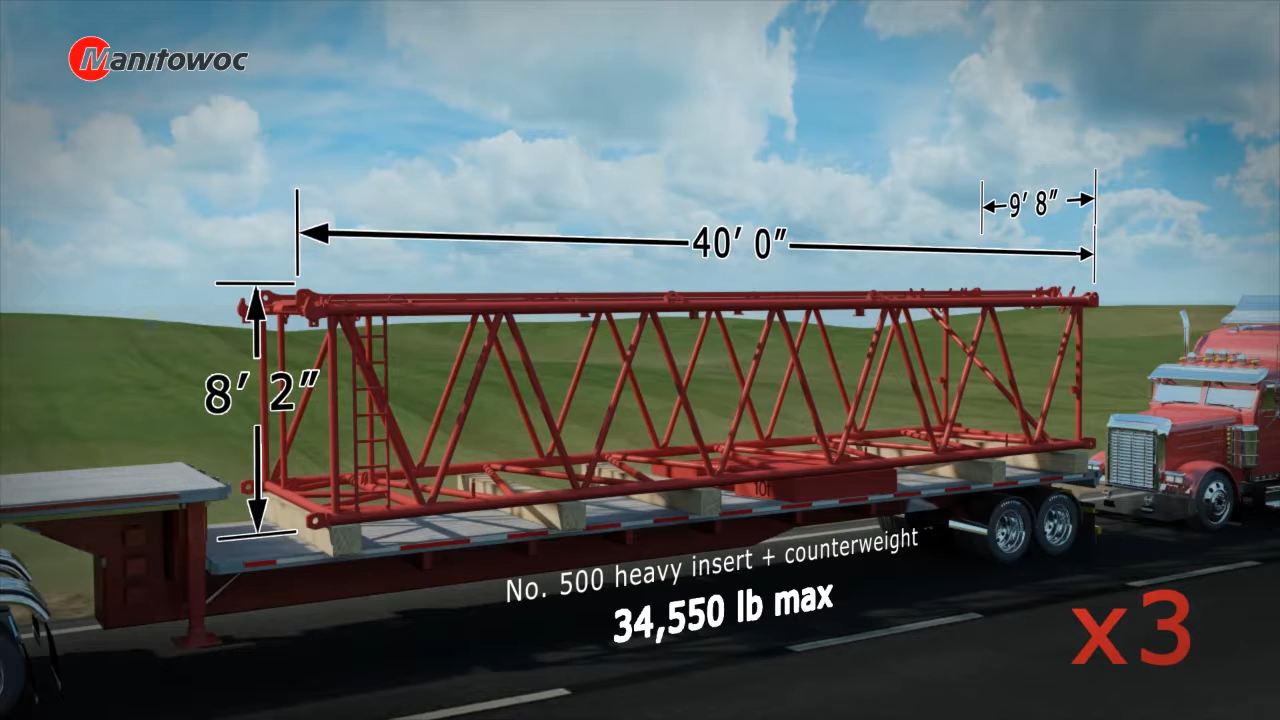 Manitowoc
9' 8"
40' 0"
8' 2"
No. 500 heavy insert + counterweight
34,550 lb max
x3